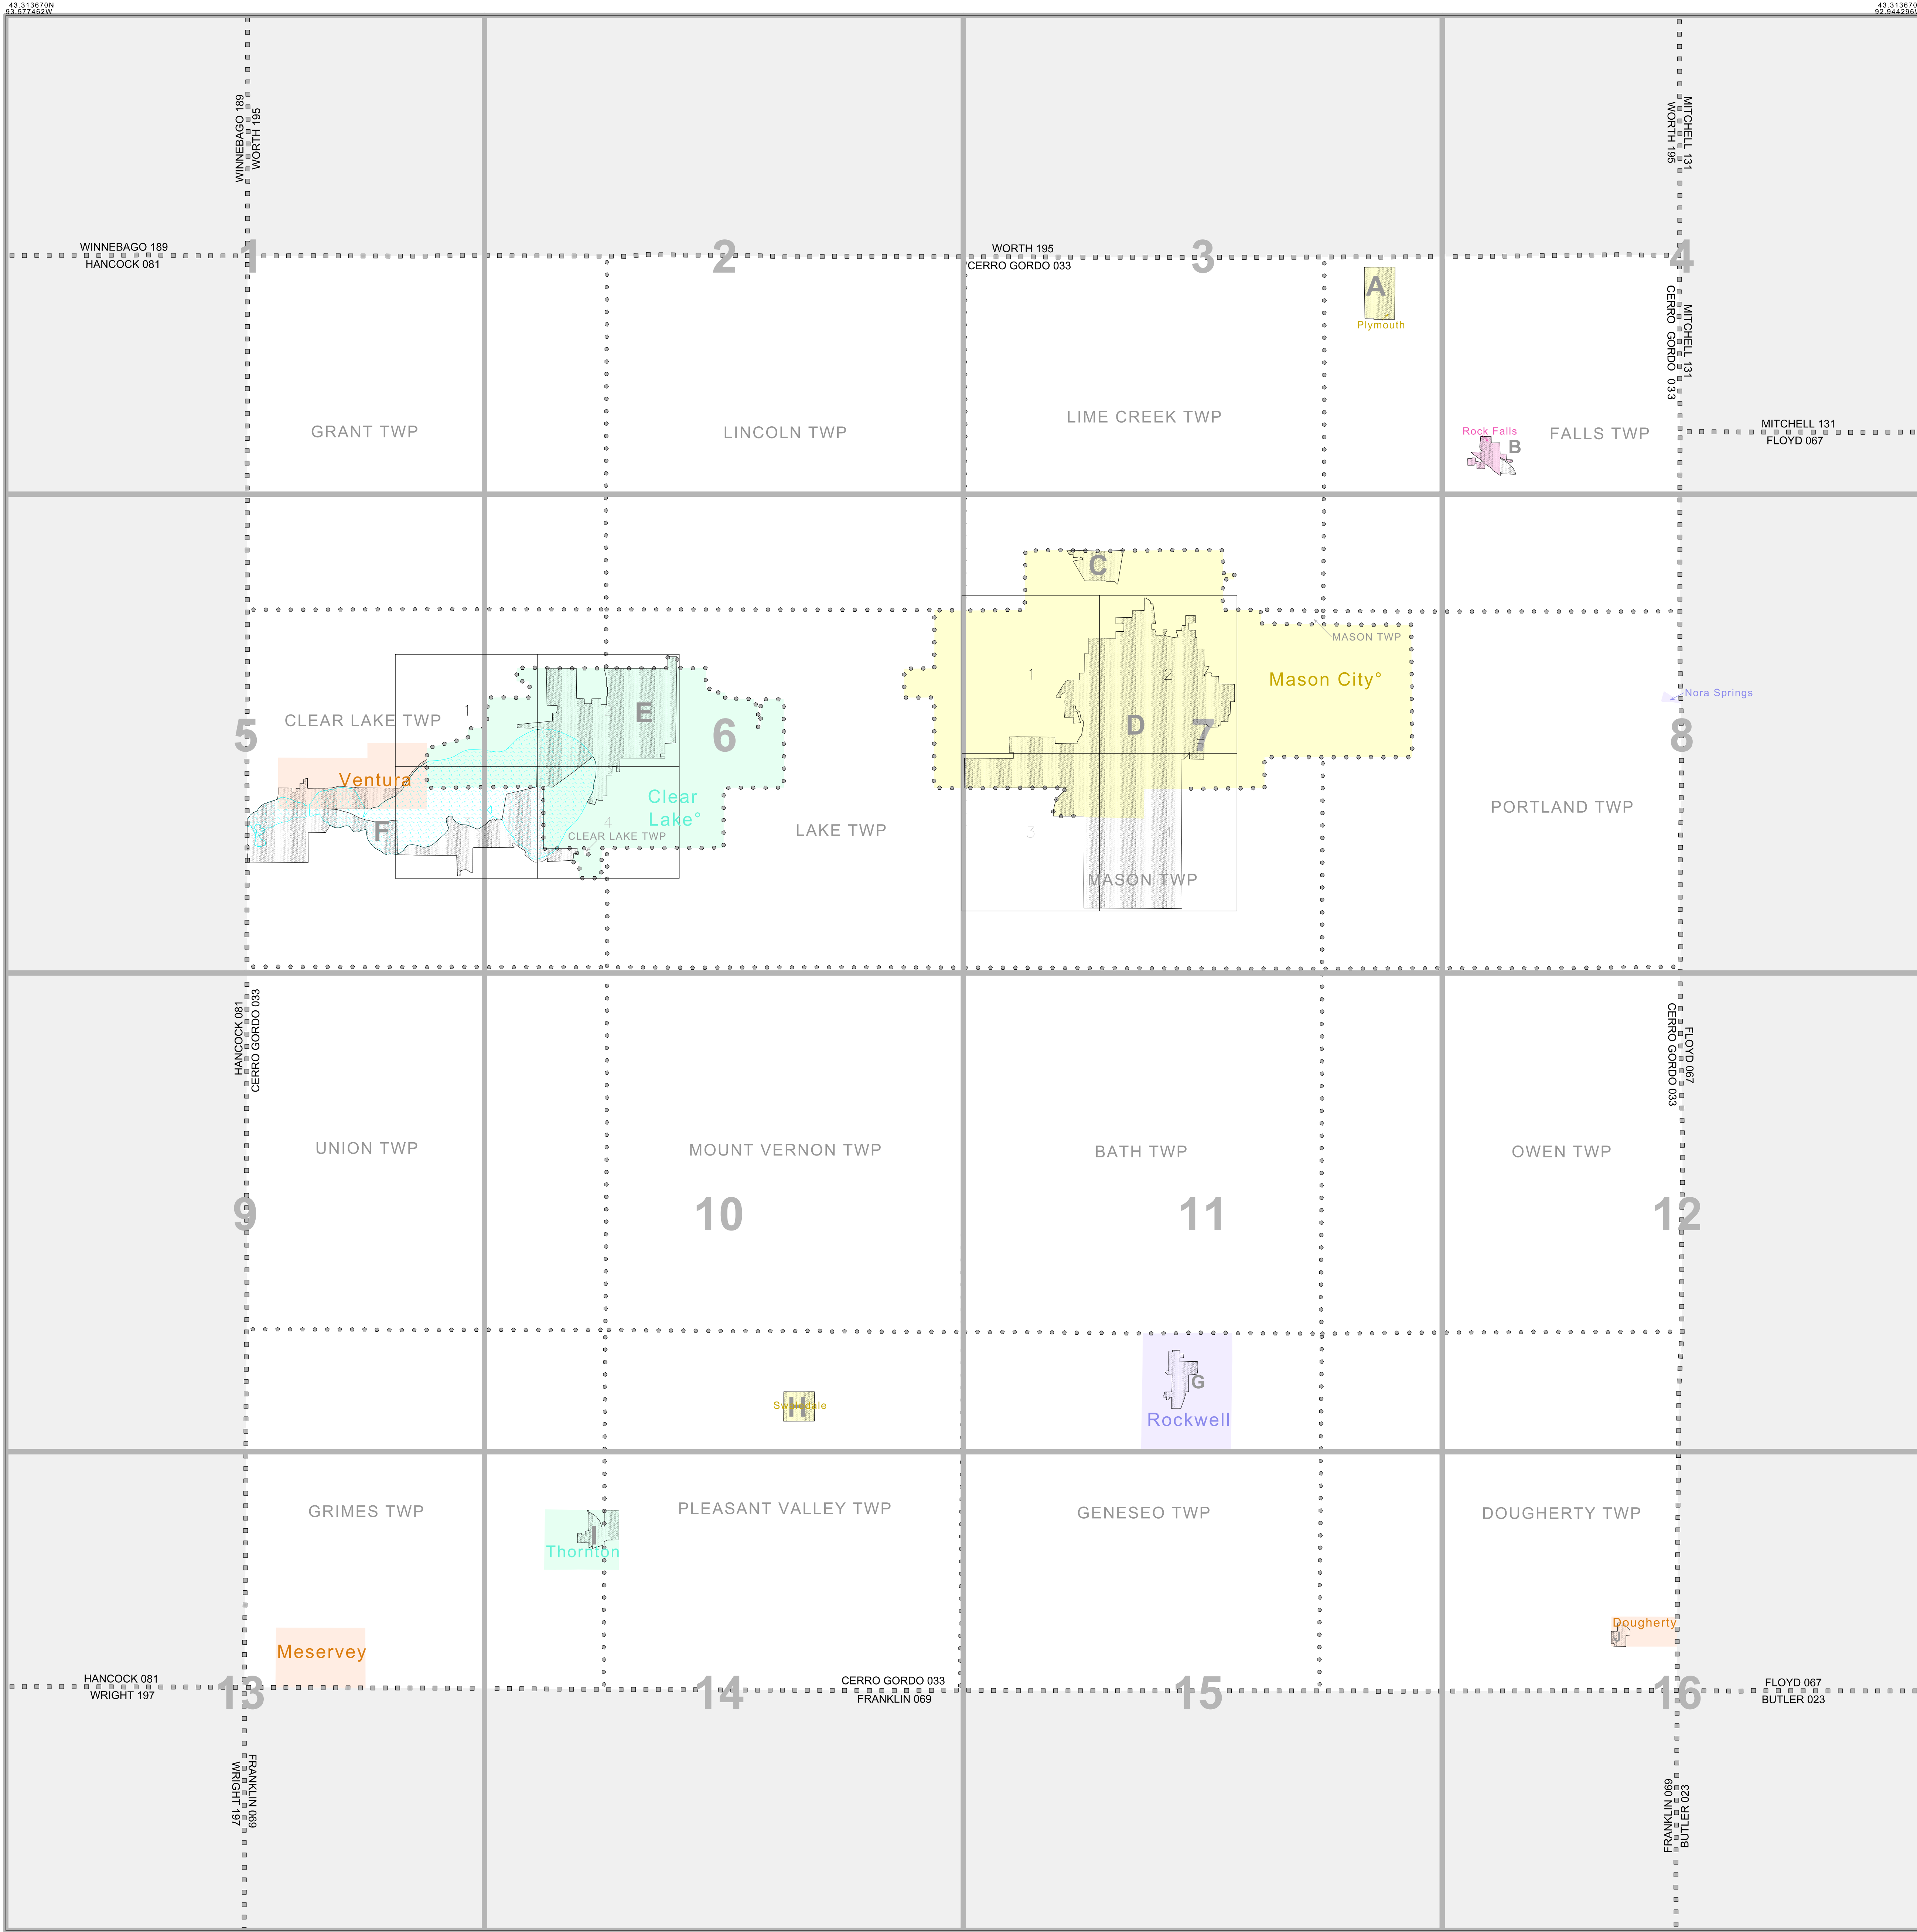 43.313670N
93.577462W
43.313670
92.944296W
WINNEBAGO 189
WORTH 195
MITCHELL 131
WORTH 195
WINNEBAGO 189
HANCOCK 081
1
2
WORTH 195
CERRO GORDO 033
3
4
A
Plymouth
CERRO GORDO 033
MITCHELL 131
GRANT TWP
LINCOLN TWP
LIME CREEK TWP
Rock Falls
B
FALLS TWP
MITCHELL 131
FLOYD 067
C
MASON TWP
1
2
Mason City°
Nora Springs
CLEAR LAKE TWP
1
2
E
5
6
D
7
8
Ventura
Clear
Lake°
F
3
4
CLEAR LAKE TWP
LAKE TWP
3
4
PORTLAND TWP
MASON TWP
HANCOCK 081
CERRO GORDO 033
FLOYD 067
CERRO GORDO 033
UNION TWP
MOUNT VERNON TWP
BATH TWP
OWEN TWP
9
10
11
12
H
G
Rockwell
GRIMES TWP
PLEASANT VALLEY TWP
GENESEO TWP
DOUGHERTY TWP
I
Thornton
Meservey
Dougherty
J
HANCOCK 081
WRIGHT 197
13
14
CERRO GORDO 033
FRANKLIN 069
15
16
FLOYD 067
BUTLER 023
FRANKLIN 069
WRIGHT 197
FRANKLIN 069
BUTLER 023